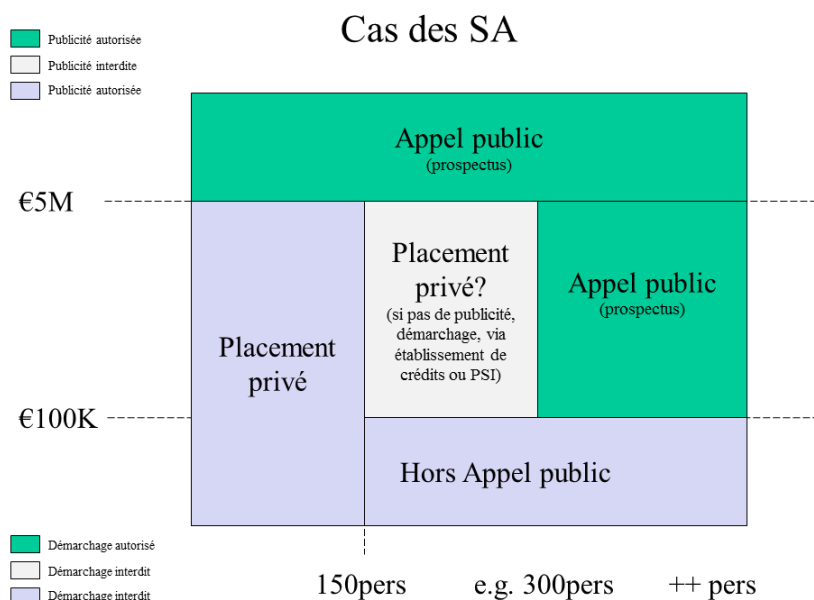 Cas des SA
Publicité autorisée
Publicité interdite
Publicité autorisée
Appel public
(prospectus)
€5M
Placement
privé?
(si pas de publicité,
démarchage, via
établissement de
crédits ou PSI)
Appel public
(prospectus)
Placement
privé
€100K
Hors Appel public
Démarchage autorisé
Démarchage interdit
Démarchage interdit
150pers e.g. 300pers ++ pers